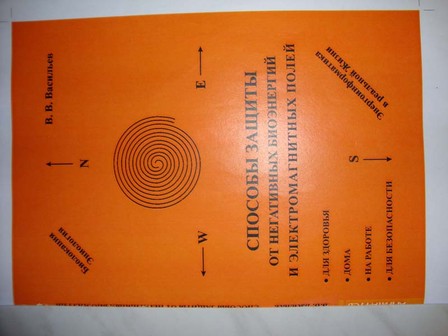 Биолокация
Эниология
В. В. Васильев
N
W
E
СПОСОБЫ ЗАЩИТЫ
ОТ НЕГАТИВНЫХ БИОЭНЕРГИЙ
И ЭЛЕКТРОМАГНИТНЫХ ПОЛЕЙ
• ДЛЯ ЗДОРОВЬЯ
• ДОМА
• НА РАБОТЕ
• ДЛЯ БЕЗОПАСНОСТИ
S
Энергоинформатика
в реальной Жизни